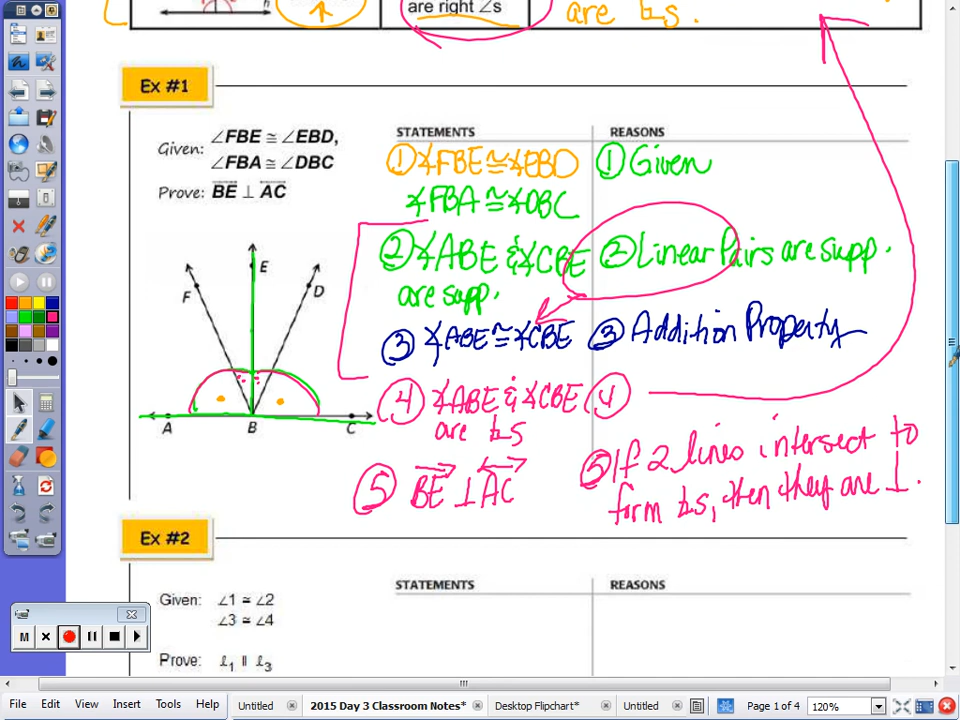 are right ∠s
are ⊾s.
Ex #1
Given: ∠FBE ≅ ∠EBD,
∠FBA ≅ ∠DBC
Prove: BE ⊥ AC
STATEMENTS REASONS
① ∡FBE ≅ ∡EBD ① Given
∡FBA ≅ ∡DBC
② ∡ABE & ∡CBE ② Linear Pairs are supp.
are supp.
③ ∡ABE ≅ ∡CBE ③ Addition Property
④ ∡ABE & ∡CBE ④
are ⊾s
⑤ BE ⊥ AC ⑤ If 2 lines intersect to
form ⊾s, then they are ⊥.
E
F D
A B C
Ex #2
STATEMENTS REASONS
Given: ∠1 ≅ ∠2
∠3 ≅ ∠4
Prove: ℓ1 ∥ ℓ3
M
File Edit View Insert Tools Help Untitled 2015 Day 3 Classroom Notes* Desktop Flipchart* Untitled Page 1 of 4 120%